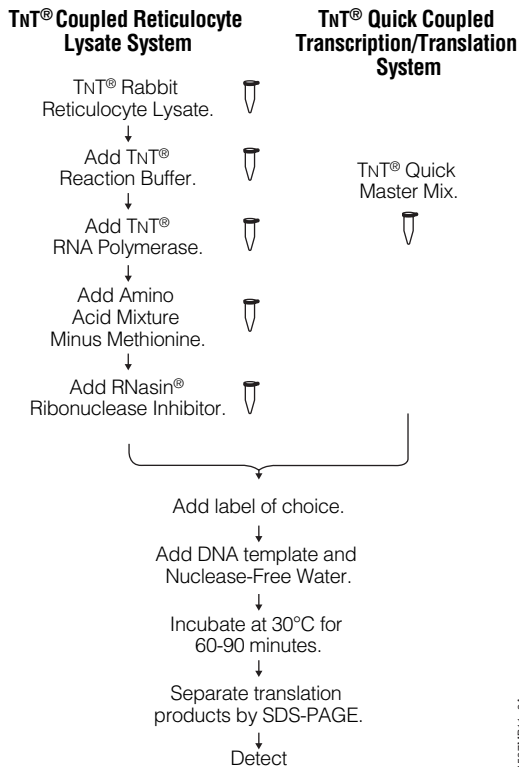 TNT® Coupled Reticulocyte
Lysate System
TNT® Rabbit
Reticulocyte Lysate.
Add TNT®
Reaction Buffer.
Add TNT®
RNA Polymerase.
Add Amino
Acid Mixture
Minus Methionine.
Add RNasin®
Ribonuclease Inhibitor.
TNT® Quick Coupled
Transcription/Translation
System
TNT® Quick
Master Mix.
Add label of choice.
Add DNA template and
Nuclease-Free Water.
Incubate at 30°C for
60-90 minutes.
Separate translation
products by SDS-PAGE.
Detect